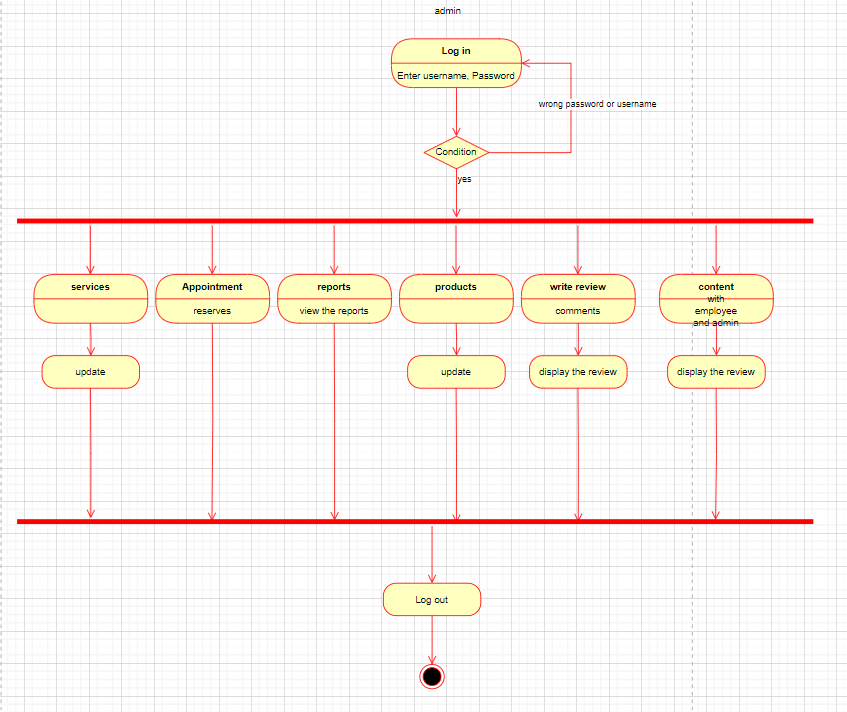 admin
Log in
Enter username, Password
wrong password or username
Condition
yes
services
Appointment
reserves
reports
view the reports
products
write review
comments
content
with
employee
and admin
update
update
display the review
display the review
Log out